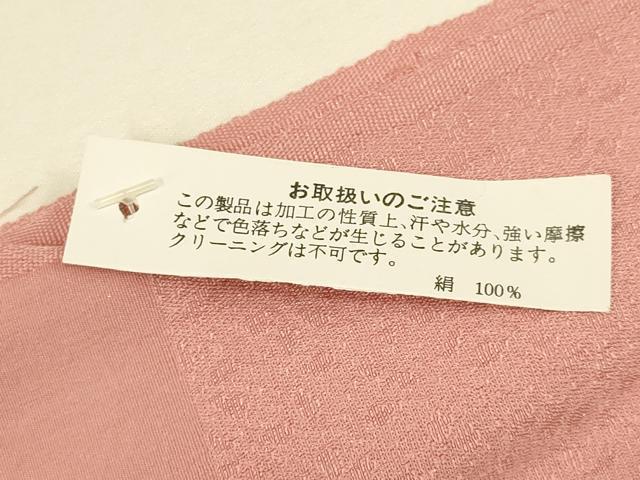 お取扱いのご注意
この製品は加工の性質上、汗や水分、強い摩擦
などで色落ちなどが生じることがあります。
クリーニングは不可です。
絹 100%